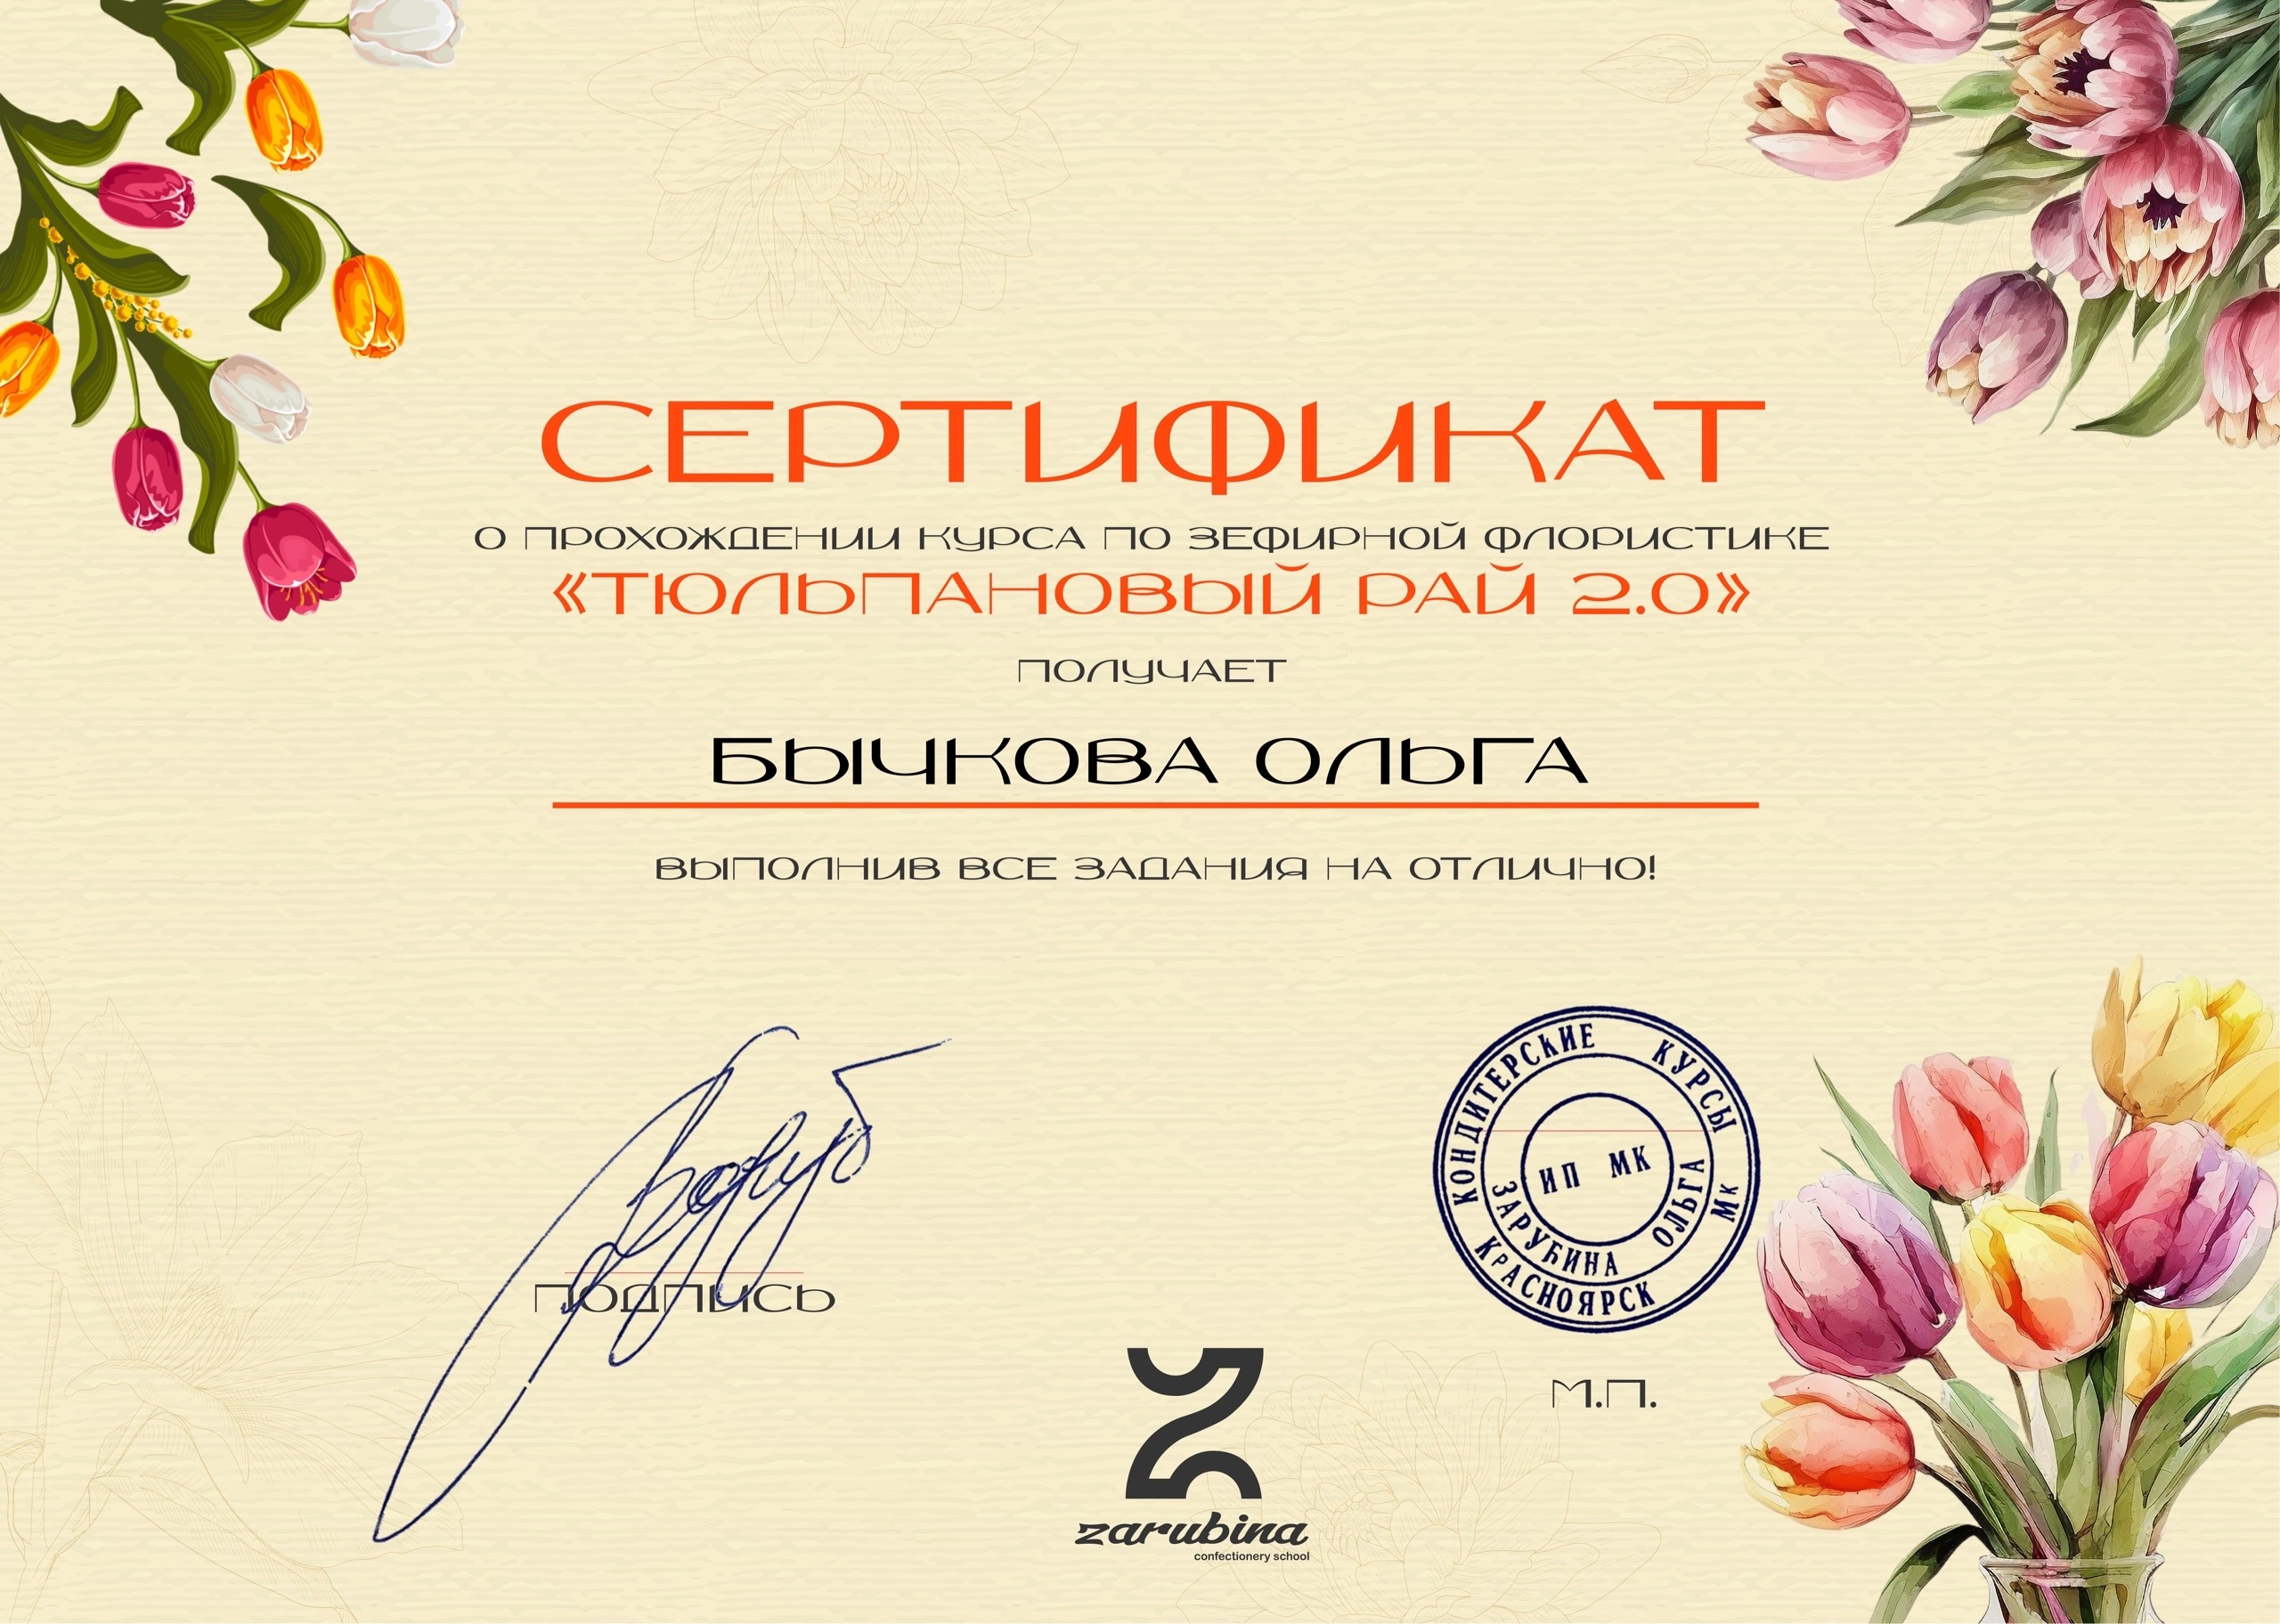 СЕРТИФИКАТ
О ПРОХОЖДЕНИИ КУРСА ПО ЗЕФИРНОЙ ФЛОРИСТИКЕ
«ТЮЛЬПАНОВЫЙ РАЙ 2.0»
ПОЛУЧАЕТ
БЫЧКОВА ОЛЬГА
ВЫПОЛНИВ ВСЕ ЗАДАНИЯ НА ОТЛИЧНО!
ПОДПИСЬ
КОНДИТЕРСКИЕ КУРСЫ МК
КРАСНОЯРСК
ЗАРУБИНА ОЛЬГА
ИП МК
М.П.
zarubina
confectionery school